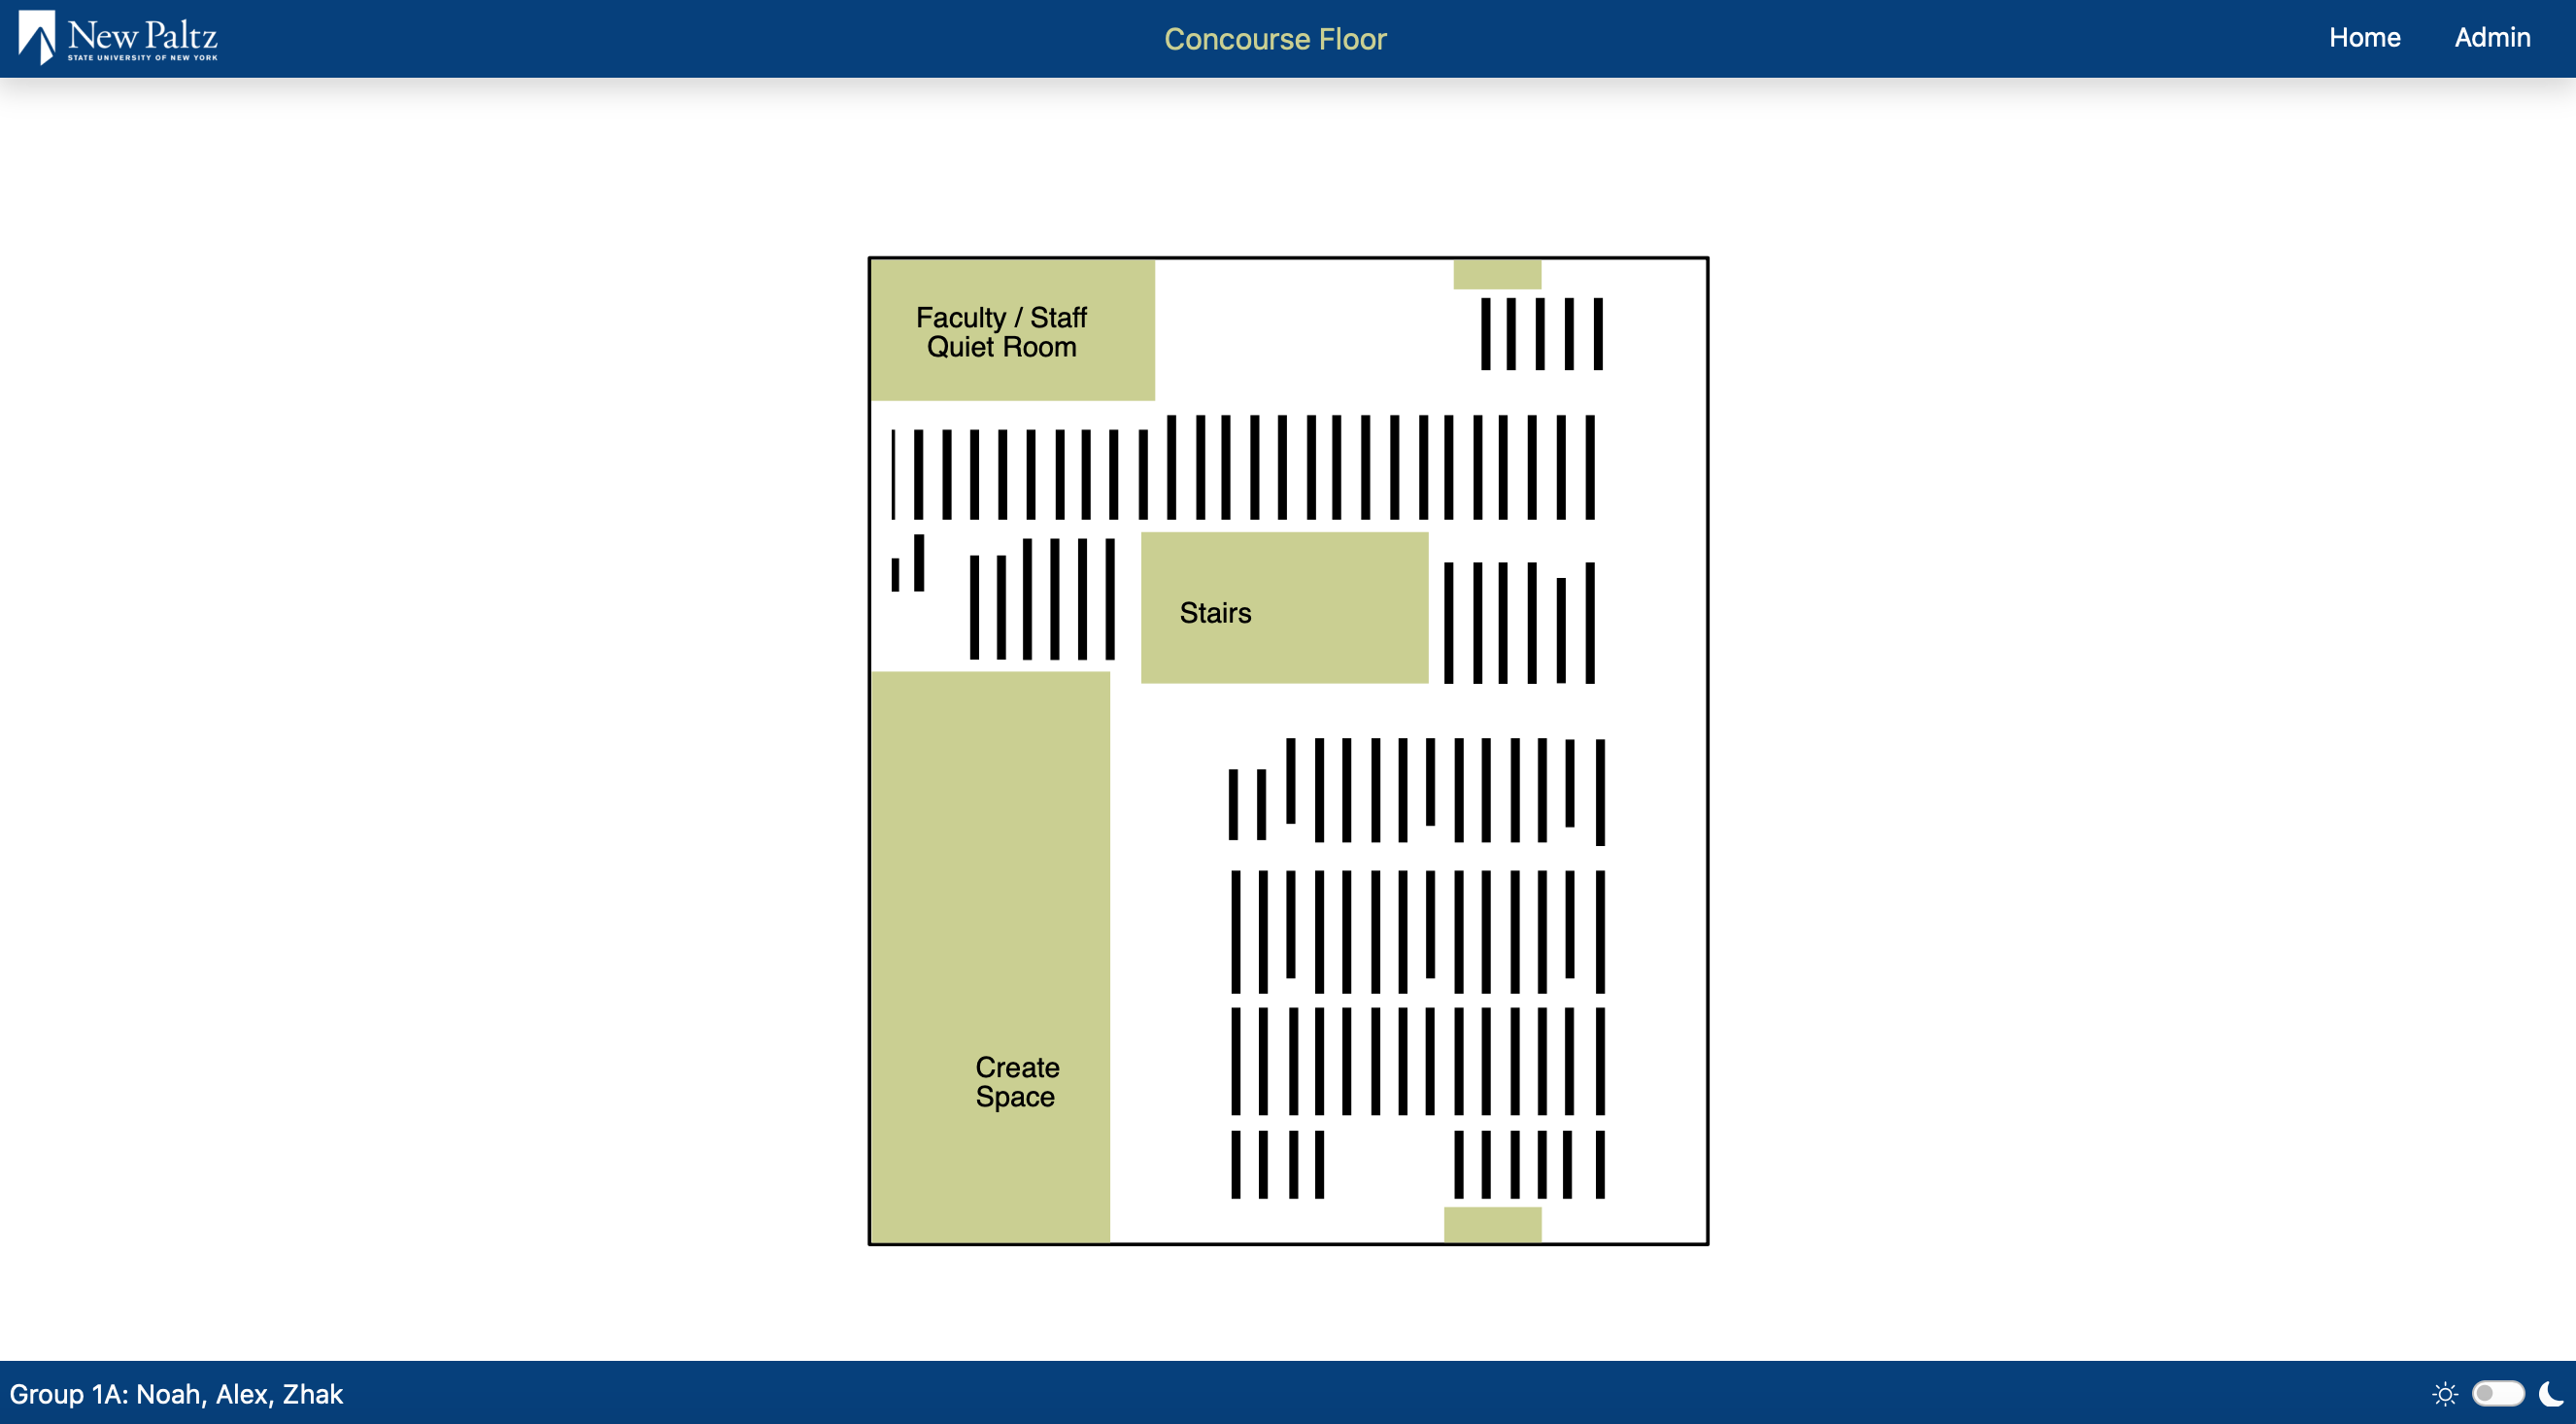 New Paltz
STATE UNIVERSITY OF NEW YORK
Concourse Floor
Home
Admin
Faculty / Staff
Quiet Room
Stairs
Create
Space
Group 1A: Noah, Alex, Zhak